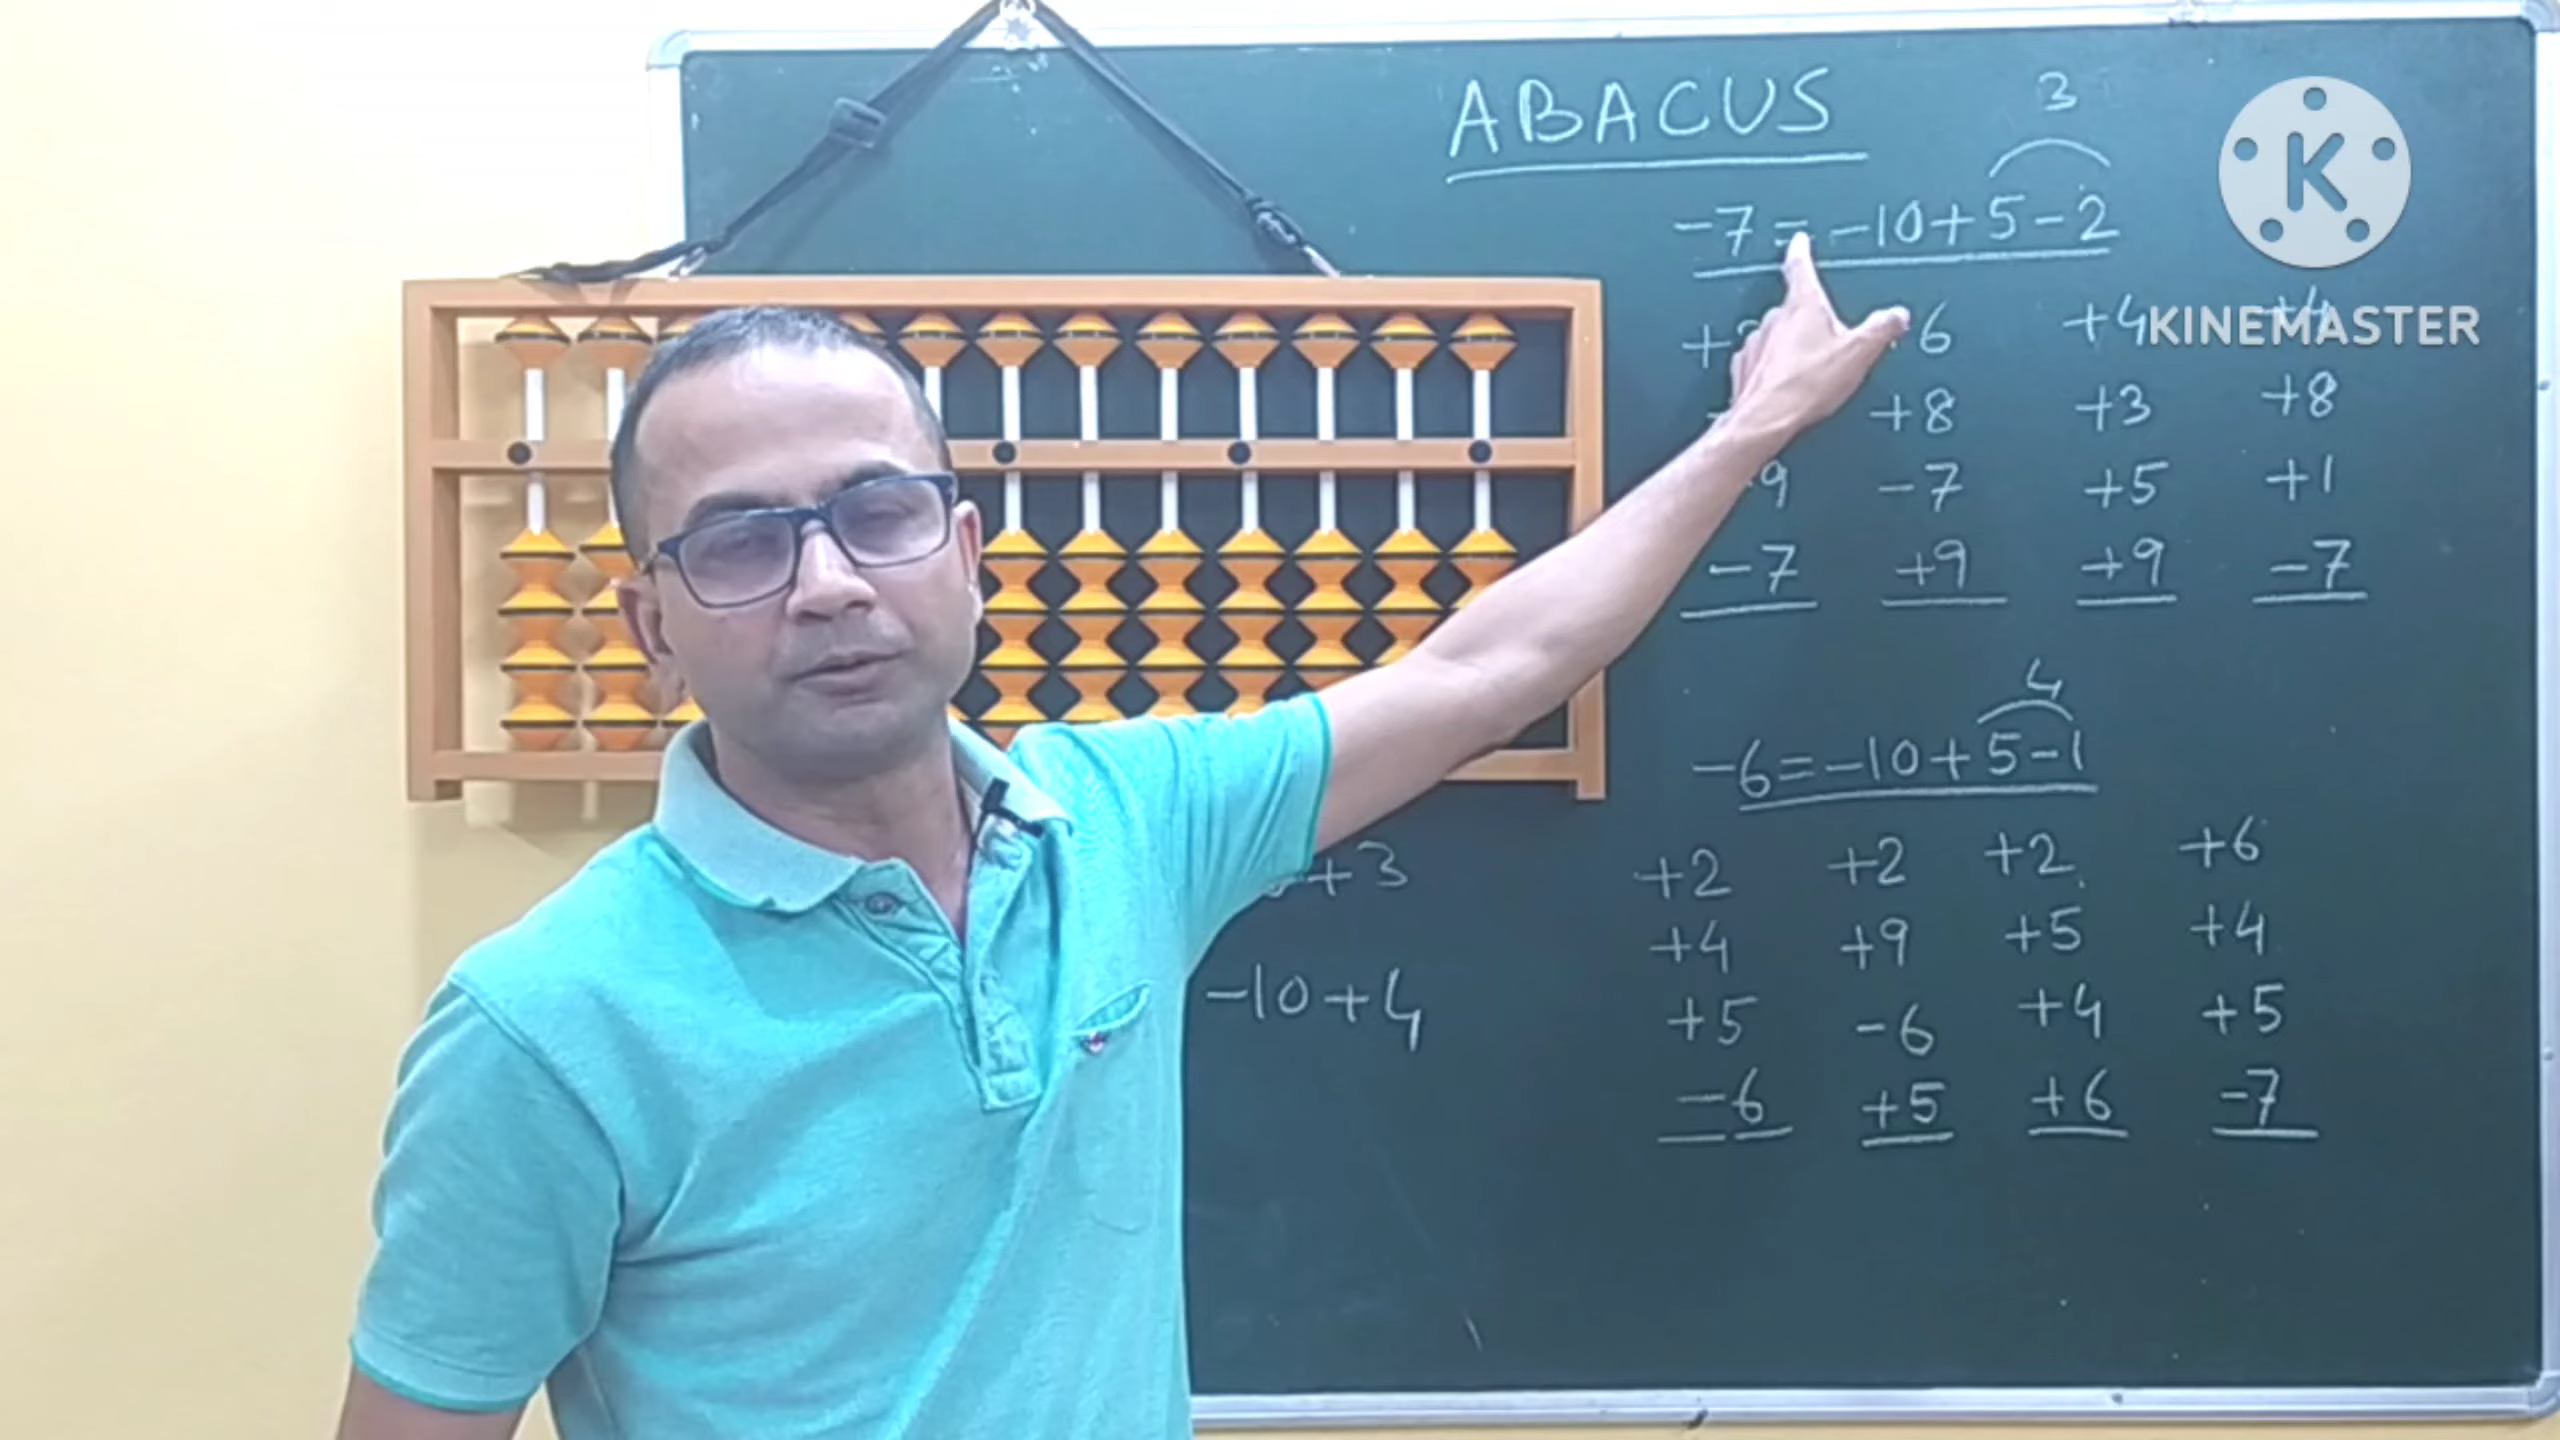 ABACUS
3
-7=-10+5-2
6 +4 +4
+8 +3 +8
9 -7 +5 +1
-7 +9 +9 -7
4
-6=-10+5-1
+3
-10+4
+2 +2 +2 +6
+4 +9 +5 +4
+5 -6 +4 +5
-6 +5 +6 -7
K
KINEMASTER